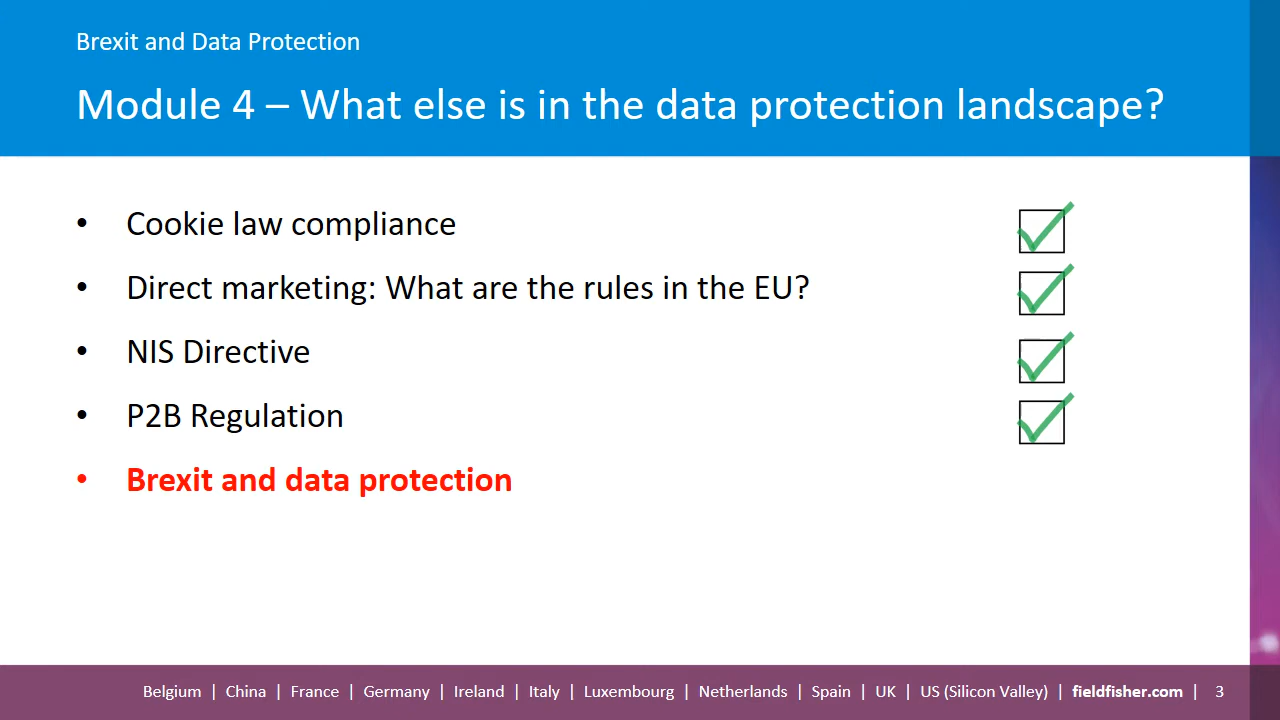 Brexit and Data Protection
Module 4 – What else is in the data protection landscape?
• Cookie law compliance
• Direct marketing: What are the rules in the EU?
• NIS Directive
• P2B Regulation
• Brexit and data protection
Belgium | China | France | Germany | Ireland | Italy | Luxembourg | Netherlands | Spain | UK | US (Silicon Valley) | fieldfisher.com | 3